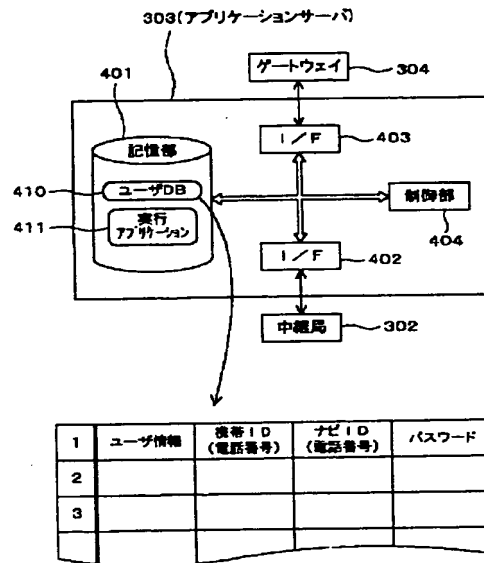 303(アプリケーションサーバ)
401
ゲートウェイ
304
I/F
403
記憶部
410
ユーザDB
制御部
411
実行
アプリケーション
404
I/F
402
中継局
302
1 ユーザ情報 携帯ID (電話番号) ナビID (電話番号) パスワード
2
3